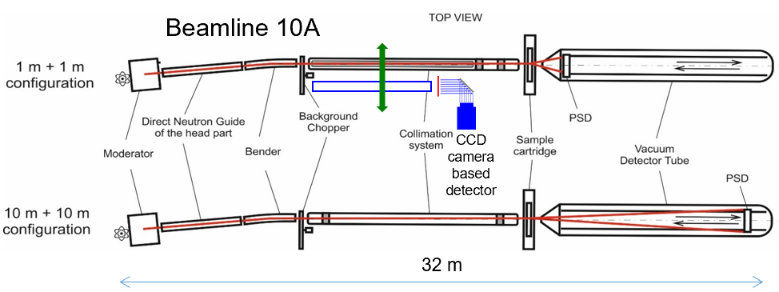 Beamline 10A
TOP VIEW
1 m + 1 m
configuration
Direct Neutron Guide
of the head part
Moderator
Bender
Background
Chopper
Collimation
system
CCD
camera
based
detector
Sample
cartridge
PSD
Vacuum
Detector Tube
PSD
10 m + 10 m
configuration
32 m